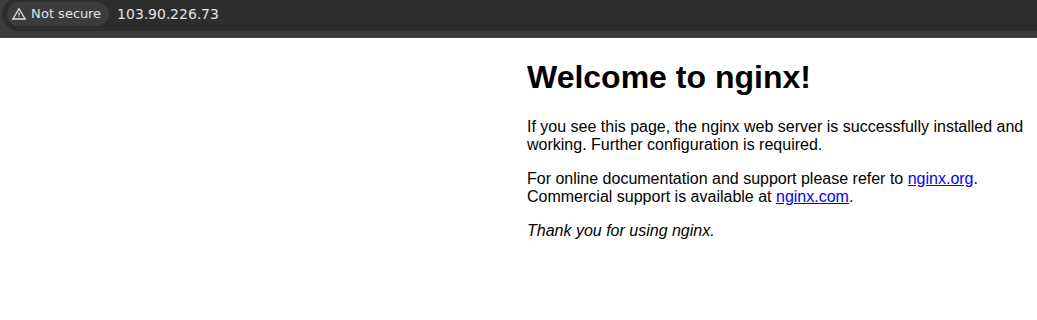 Not secure 103.90.226.73
Welcome to nginx!
If you see this page, the nginx web server is successfully installed and
working. Further configuration is required.
For online documentation and support please refer to nginx.org.
Commercial support is available at nginx.com.
Thank you for using nginx.